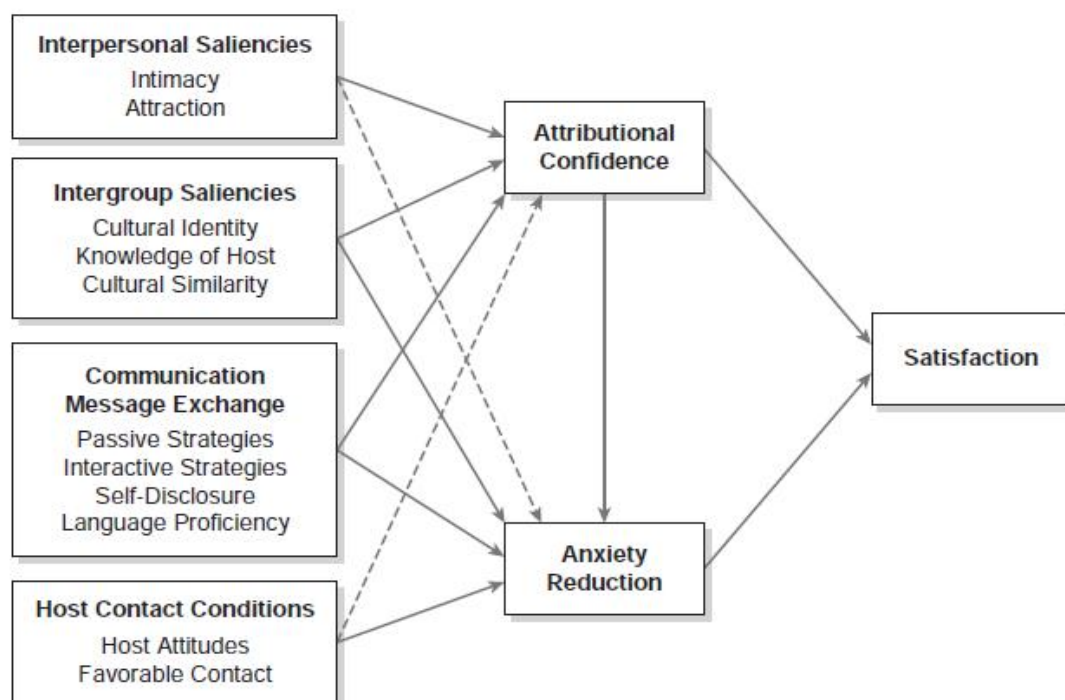 Interpersonal Saliencies
Intimacy
Attraction
Intergroup Saliencies
Cultural Identity
Knowledge of Host
Cultural Similarity
Communication
Message Exchange
Passive Strategies
Interactive Strategies
Self-Disclosure
Language Proficiency
Host Contact Conditions
Host Attitudes
Favorable Contact
Attributional
Confidence
Anxiety
Reduction
Satisfaction